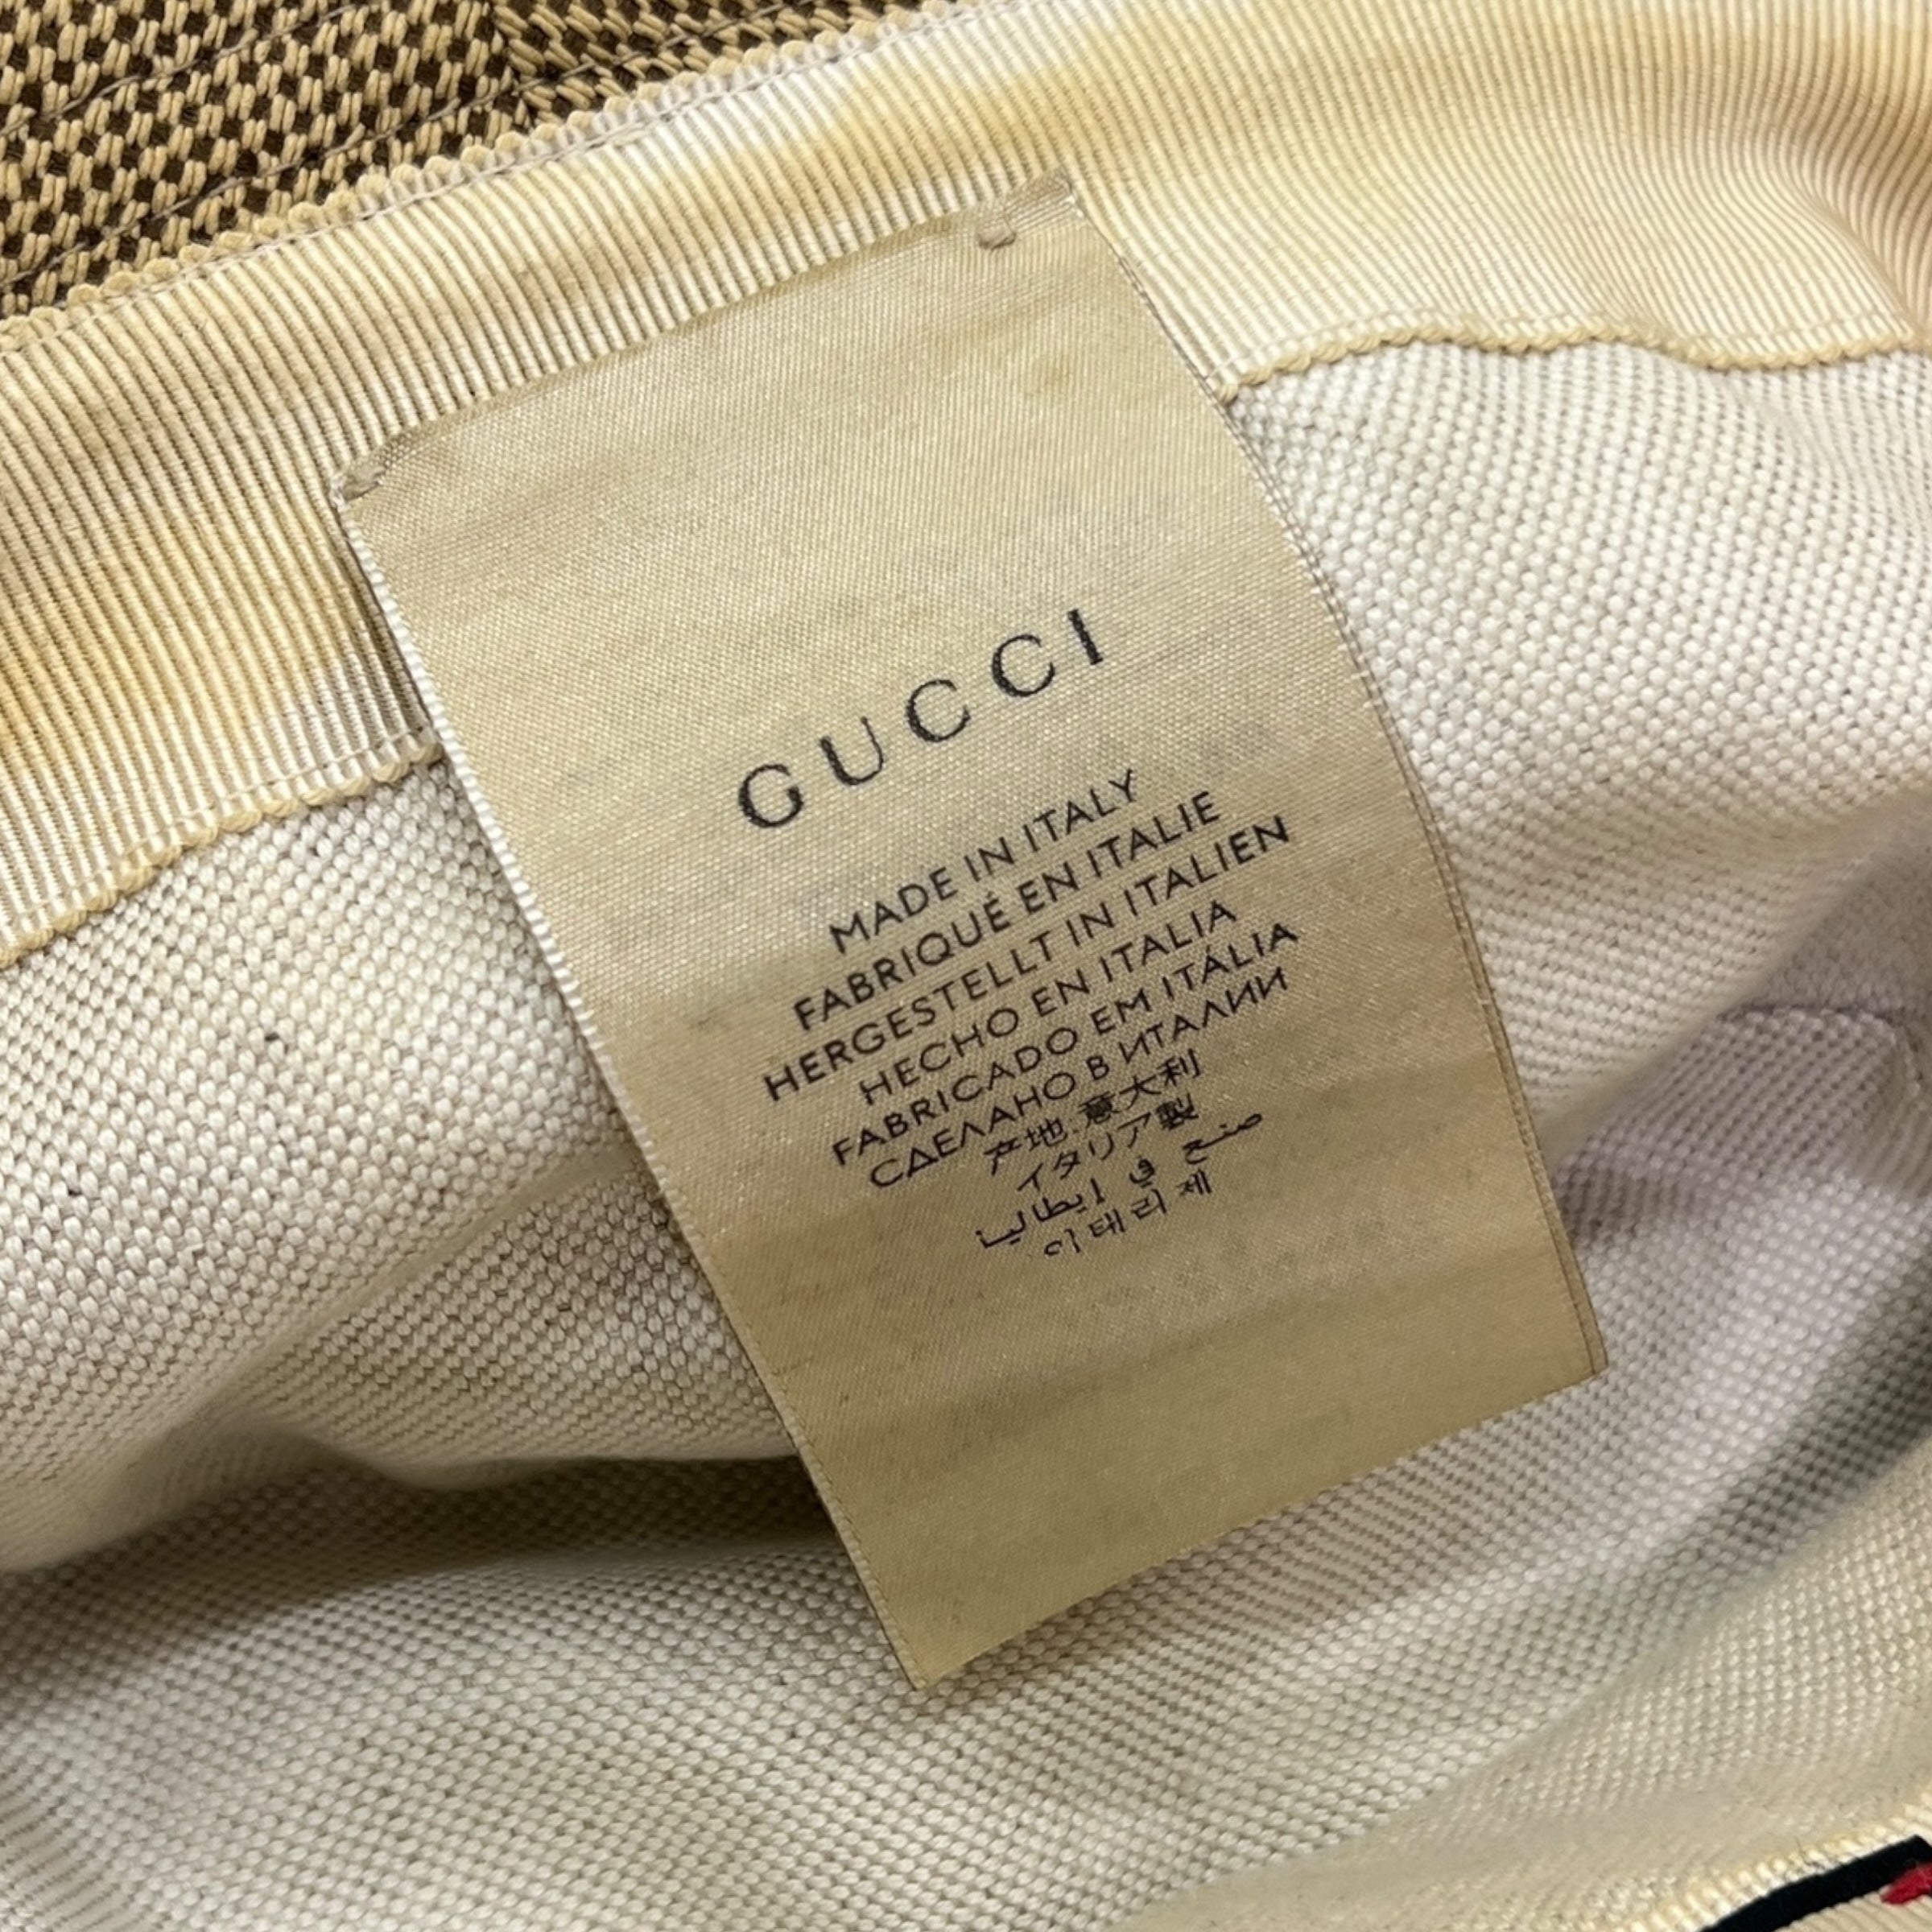 GUCCI
MADE IN ITALY
FABRIQUÉ EN ITALIE
HERGESTELLT IN ITALIEN
HECHO EN ITALIA
FABRICADO EM ITÁLIA
СДЕЛАНО В ИТАЛИИ
产地:意大利
イタリア製
صنع في إيطاليا
이태리제